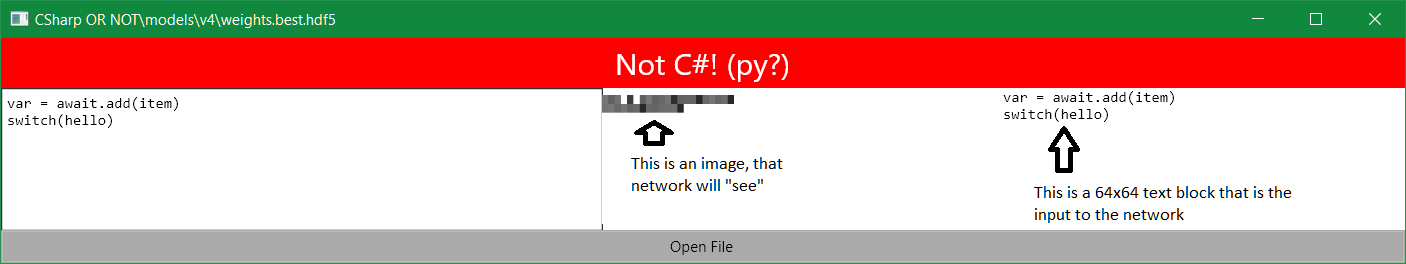 CSharp OR NOT\models\v4\weights.best.hdf5
Not C#! (py?)
var = await.add(item)
switch(hello)
This is an image, that
network will "see"
var = await.add(item)
switch(hello)
This is a 64x64 text block that is the
input to the network
Open File